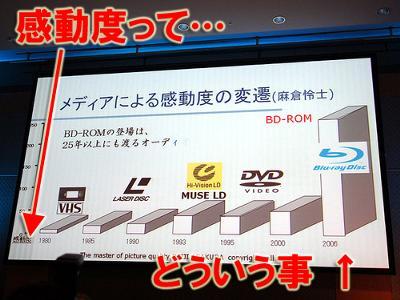 感動度って…
メディアによる感動度の変遷(麻倉怜士)
BD-ROM
BD-ROMの登場は、
25年以上にも渡るオーディ
Hi-Vision LD
MUSE LD
VHS
LASER DISC
DVD
VIDEO
Blu-ray Disc
250
感動度
1980
1985
1990
1993
1995
2000
2006
The master of picture quality
copyright
どういう事↑